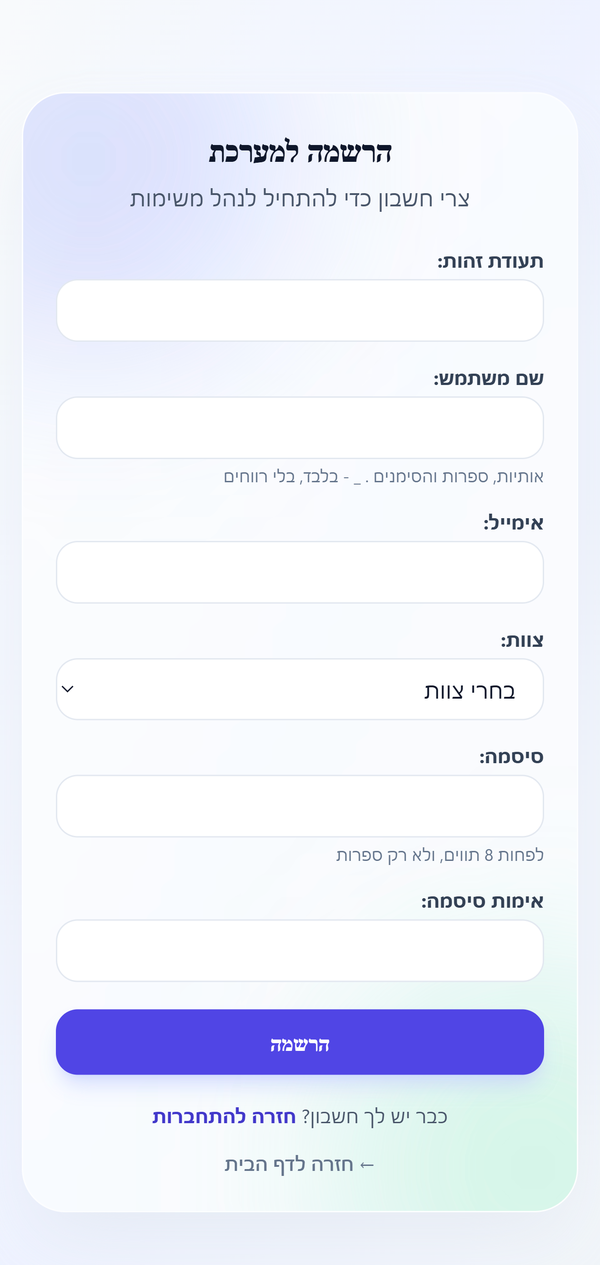 הרשמה למערכת
צרי חשבון כדי להתחיל לנהל משימות
תעודת זהות:
שם משתמש:
אותיות, ספרות והסימנים . _ - בלבד, בלי רווחים
אימייל:
צוות:
בחרי צוות
סיסמה:
לפחות 8 תווים, ולא רק ספרות
אימות סיסמה:
הרשמה
כבר יש לך חשבון? חזרה להתחברות
← חזרה לדף הבית